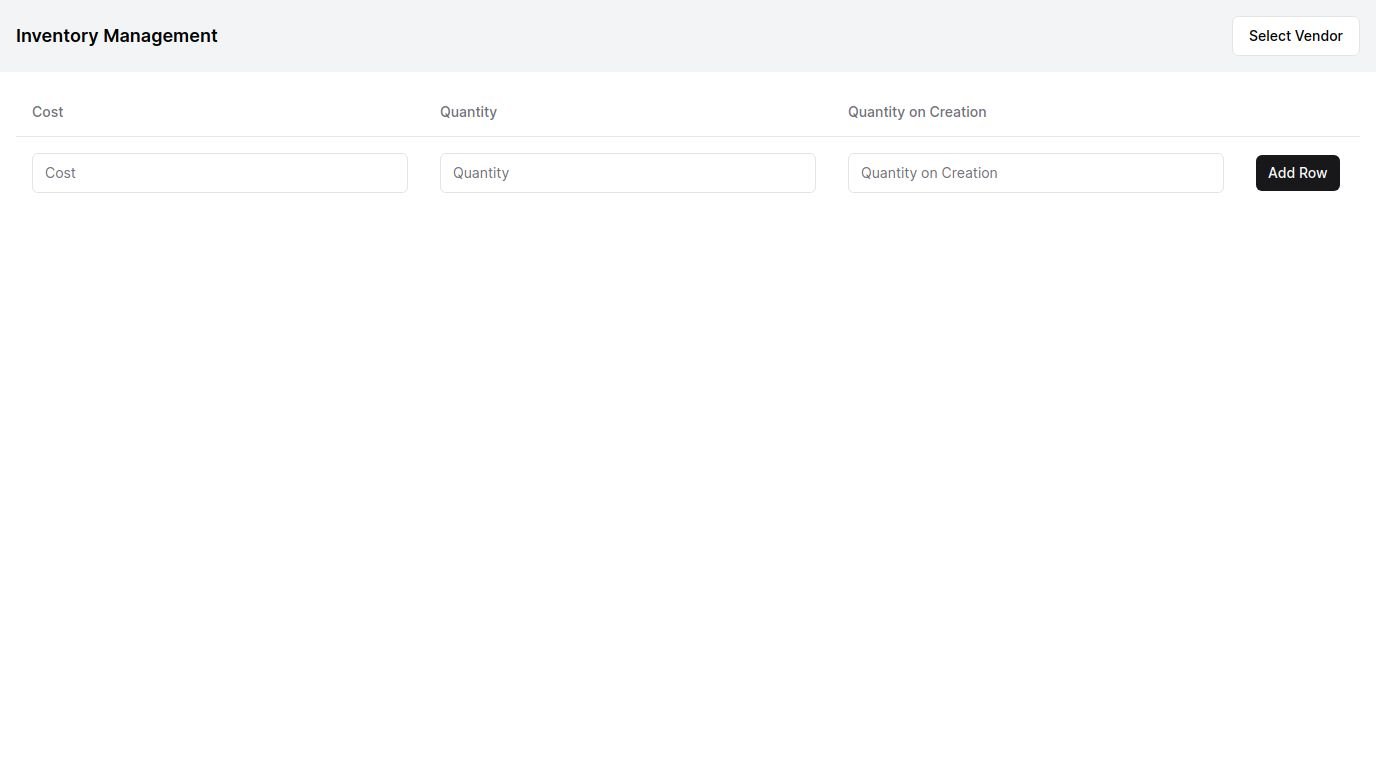 Inventory Management
Select Vendor
Cost
Quantity
Quantity on Creation
Cost
Quantity
Quantity on Creation
Add Row